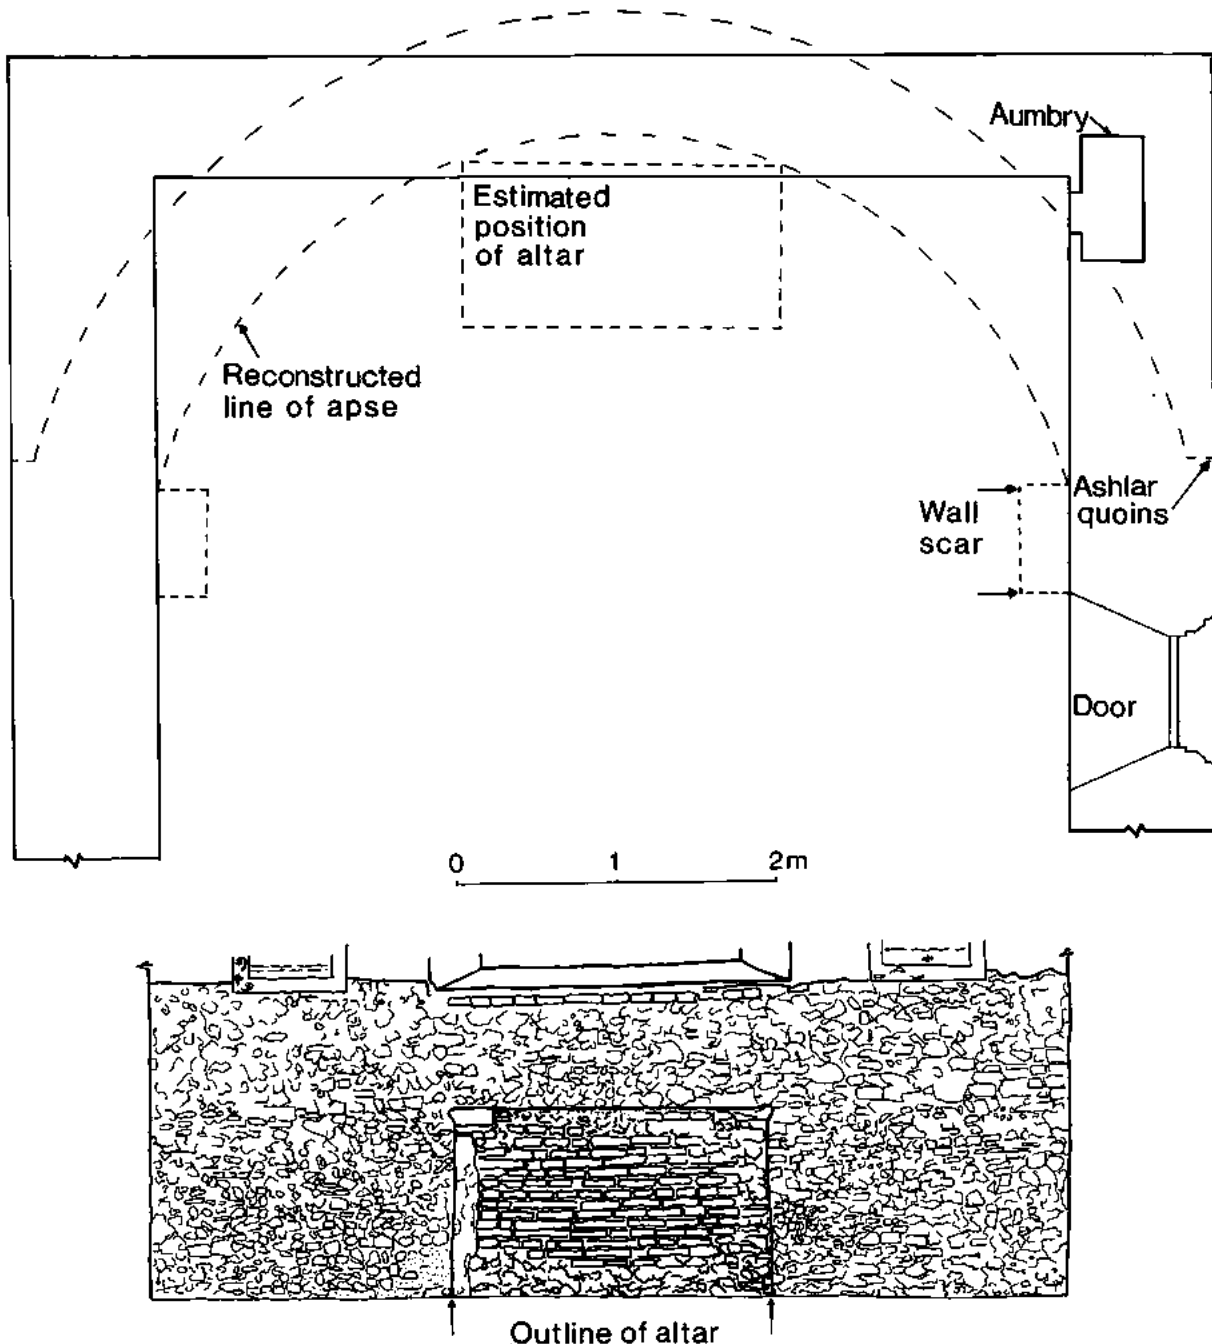 Aumbry
Estimated
position
of altar
Reconstructed
line of apse
Wall
scar
Ashlar
quoins
Door
0 1 2m
Outline of altar